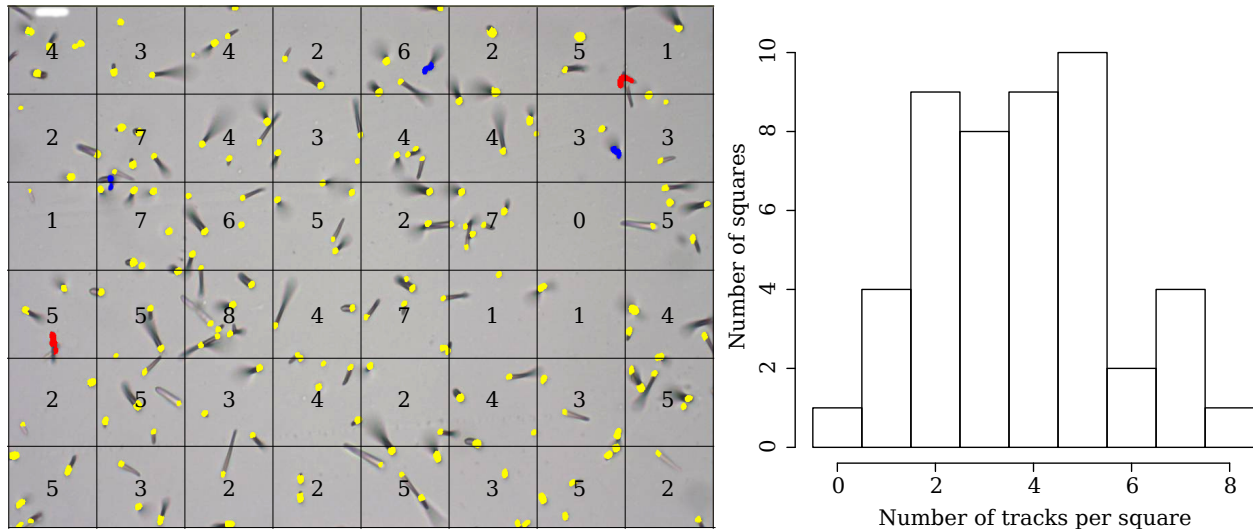 4 3 4 2 6 2 5 1
2 7 4 3 4 4 3 3
1 7 6 5 2 7 0 5
5 5 8 4 7 1 1 4
2 5 3 4 2 4 3 5
5 3 2 2 5 3 5 2
Number of squares
10
8
6
4
2
0
0 2 4 6 8
Number of tracks per square